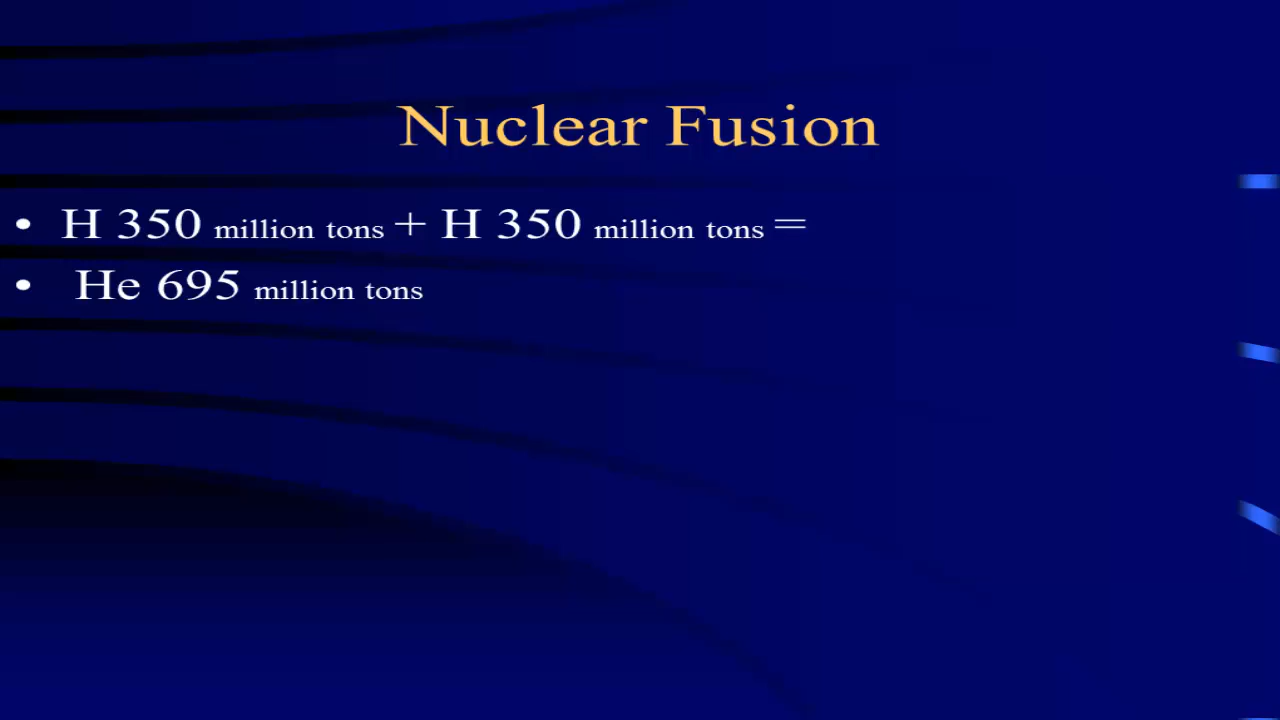 Nuclear Fusion
• H 350 million tons + H 350 million tons =
• He 695 million tons